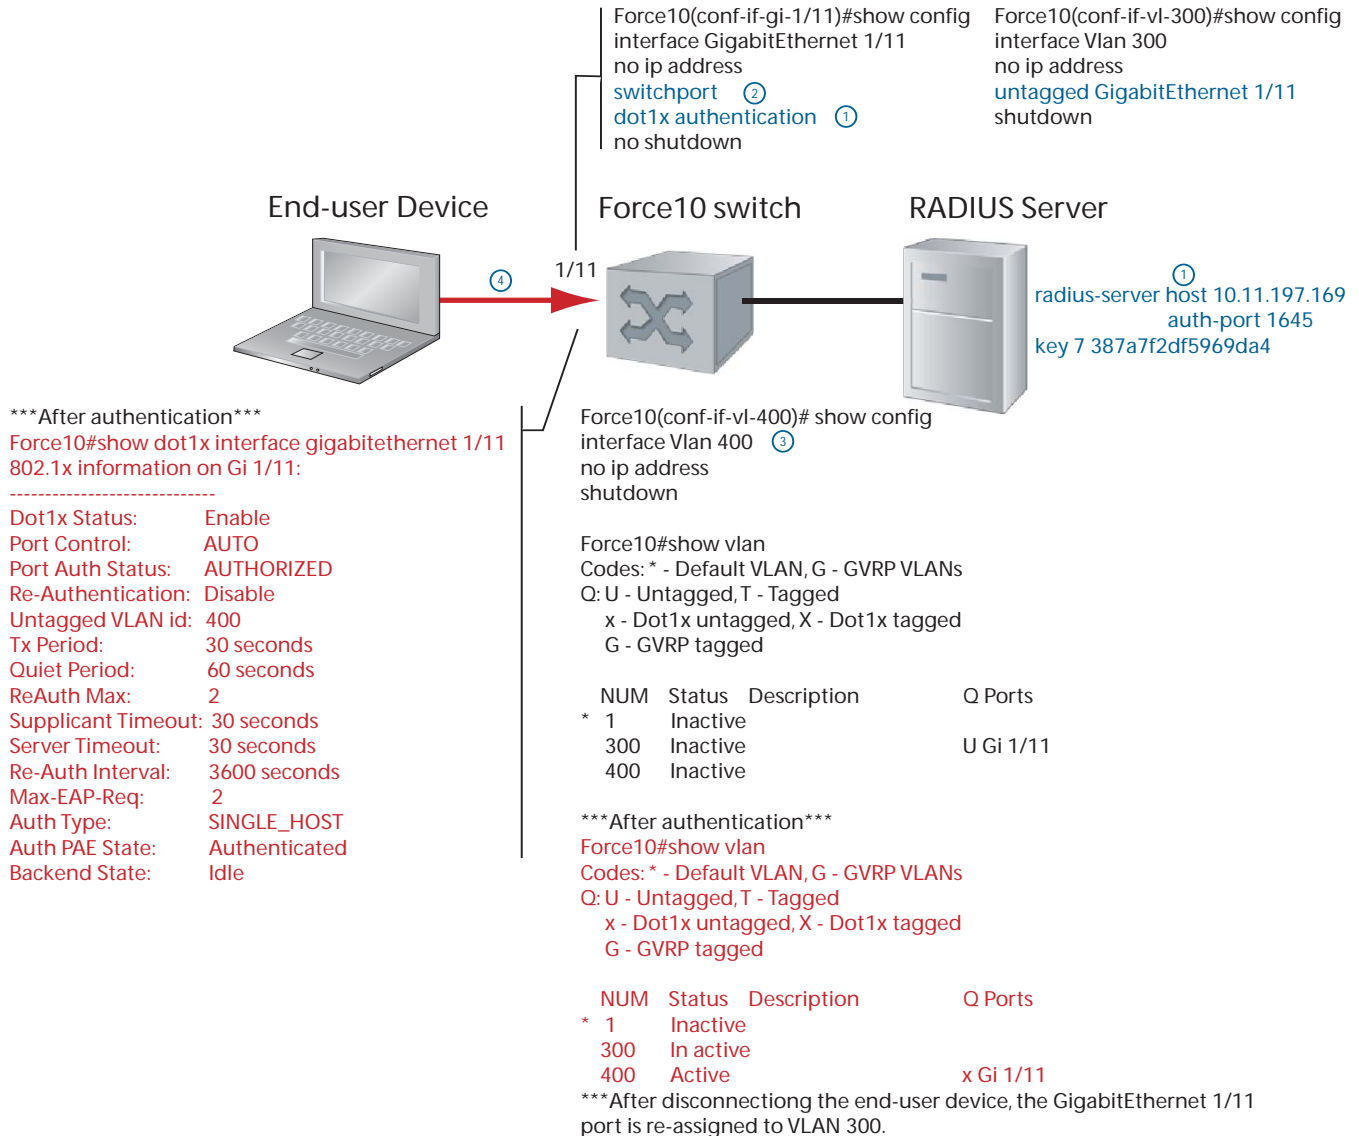 Force10(conf-if-gi-1/11)#show config
interface GigabitEthernet 1/11
no ip address
switchport 2
dot1x authentication 1
no shutdown
Force10(conf-if-vl-300)#show config
interface Vlan 300
no ip address
untagged GigabitEthernet 1/11
shutdown
End-user Device
Force10 switch
RADIUS Server
4
1/11
1
radius-server host 10.11.197.169
auth-port 1645
key 7 387a7f2df5969da4
***After authentication***
Force10#show dot1x interface gigabitethernet 1/11
802.1x information on Gi 1/11:
-----------------------------
Dot1x Status: Enable
Port Control: AUTO
Port Auth Status: AUTHORIZED
Re-Authentication: Disable
Untagged VLAN id: 400
Tx Period: 30 seconds
Quiet Period: 60 seconds
ReAuth Max: 2
Supplicant Timeout: 30 seconds
Server Timeout: 30 seconds
Re-Auth Interval: 3600 seconds
Max-EAP-Req: 2
Auth Type: SINGLE_HOST
Auth PAE State: Authenticated
Backend State: Idle
Force10(conf-if-vl-400)# show config
interface Vlan 400 3
no ip address
shutdown
Force10#show vlan
Codes: * - Default VLAN, G - GVRP VLANs
Q: U - Untagged, T - Tagged
x - Dot1x untagged, X - Dot1x tagged
G - GVRP tagged
NUM Status Description Q Ports
* 1 Inactive
300 Inactive U Gi 1/11
400 Inactive
***After authentication***
Force10#show vlan
Codes: * - Default VLAN, G - GVRP VLANs
Q: U - Untagged, T - Tagged
x - Dot1x untagged, X - Dot1x tagged
G - GVRP tagged
NUM Status Description Q Ports
* 1 Inactive
300 In active
400 Active x Gi 1/11
***After disconnectiong the end-user device, the GigabitEthernet 1/11
port is re-assigned to VLAN 300.